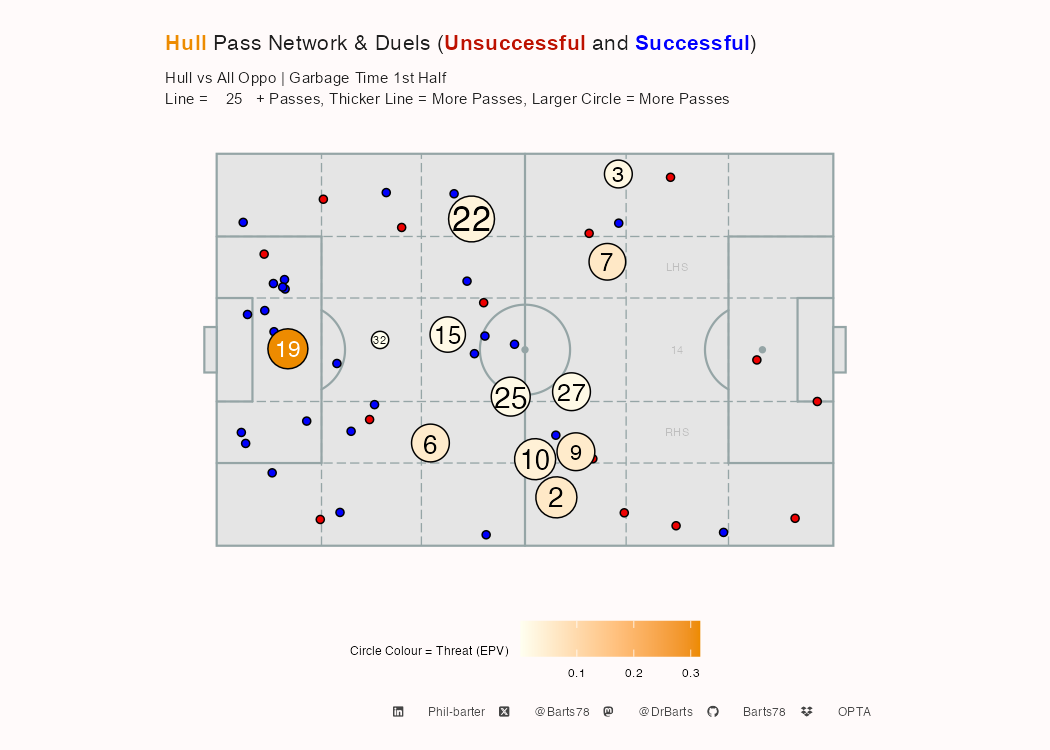 Hull Pass Network & Duels (Unsuccessful and Successful)
Hull vs All Oppo | Garbage Time 1st Half
Line = 25 + Passes, Thicker Line = More Passes, Larger Circle = More Passes
3
22
7
LHS
19
32
15
14
25
27
6
10
9
RHS
2
Circle Colour = Threat (EPV)
0.1 0.2 0.3
Phil-barter @Barts78 @DrBarts Barts78 OPTA